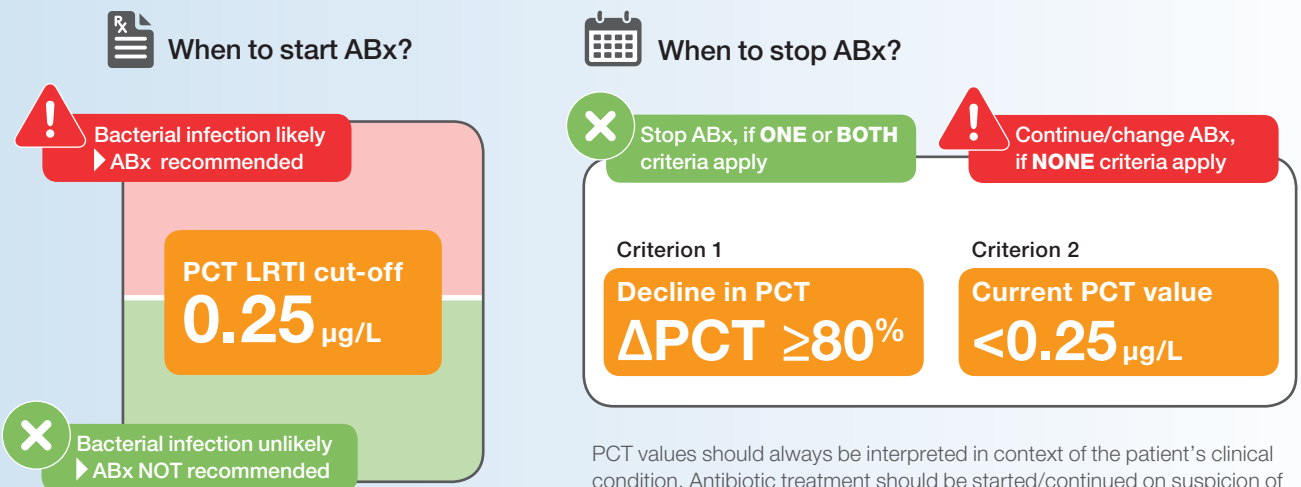 When to start ABx?
Bacterial infection likely
ABx recommended
PCT LRTI cut-off
0.25 µg/L
Bacterial infection unlikely
ABx NOT recommended
When to stop ABx?
Stop ABx, if ONE or BOTH
criteria apply
Continue/change ABx,
if NONE criteria apply
Criterion 1
Decline in PCT
ΔPCT ≥80%
Criterion 2
Current PCT value
<0.25 µg/L
PCT values should always be interpreted in context of the patient's clinical
condition. Antibiotic treatment should be started/continued on suspicion of